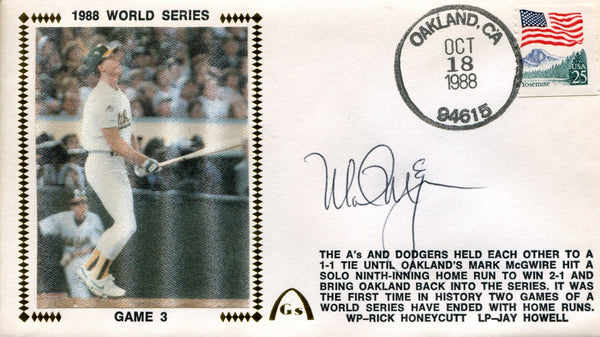 1988 WORLD SERIES
OAKLAND, CA
OCT
18
1988
94615
USA
25
Yosemite
Mark McGwire
THE A's AND DODGERS HELD EACH OTHER TO A
1-1 TIE UNTIL OAKLAND'S MARK McGWIRE HIT A
SOLO NINTH-INNING HOME RUN TO WIN 2-1 AND
BRING OAKLAND BACK INTO THE SERIES. IT WAS
THE FIRST TIME IN HISTORY TWO GAMES OF A
WORLD SERIES HAVE ENDED WITH HOME RUNS.
WP–RICK HONEYCUTT LP–JAY HOWELL
Gs
GAME 3